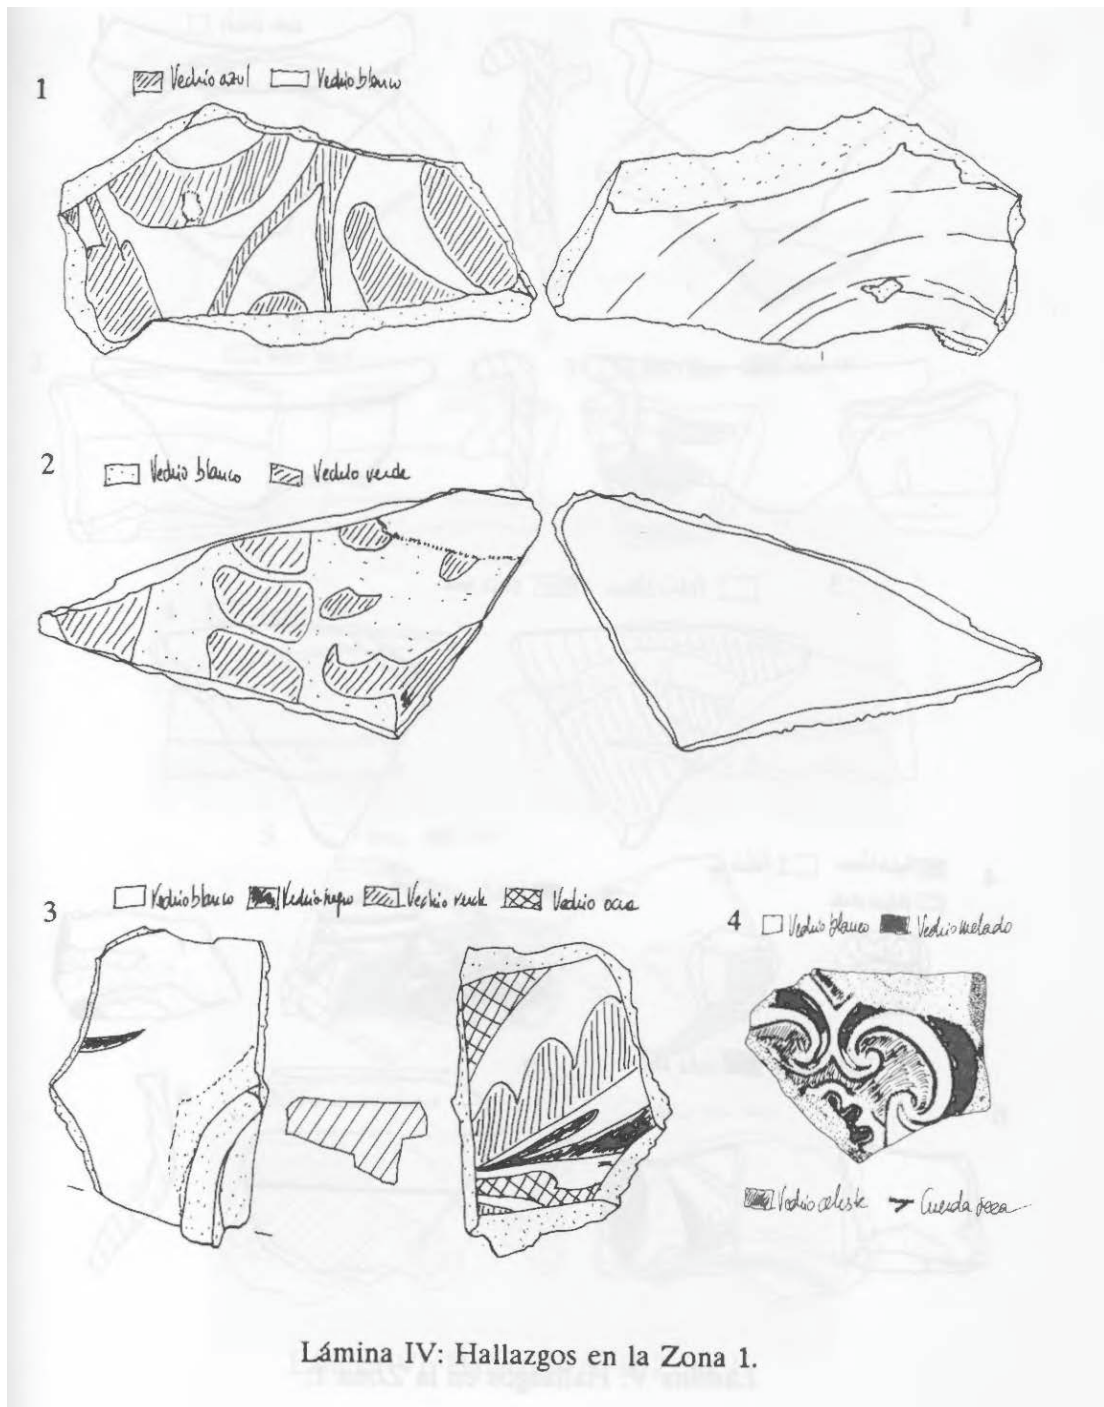 1
Vedrio azul Vedrio blanco
2
Vedrio blanco Vedrio verde
3
Vedrio blanco Vedrio negro Vedrio verde Vedrio ocre
4 Vedrio blanco Vedrio melado
Vedrio celeste Cuerda seca
Lámina IV: Hallazgos en la Zona 1.